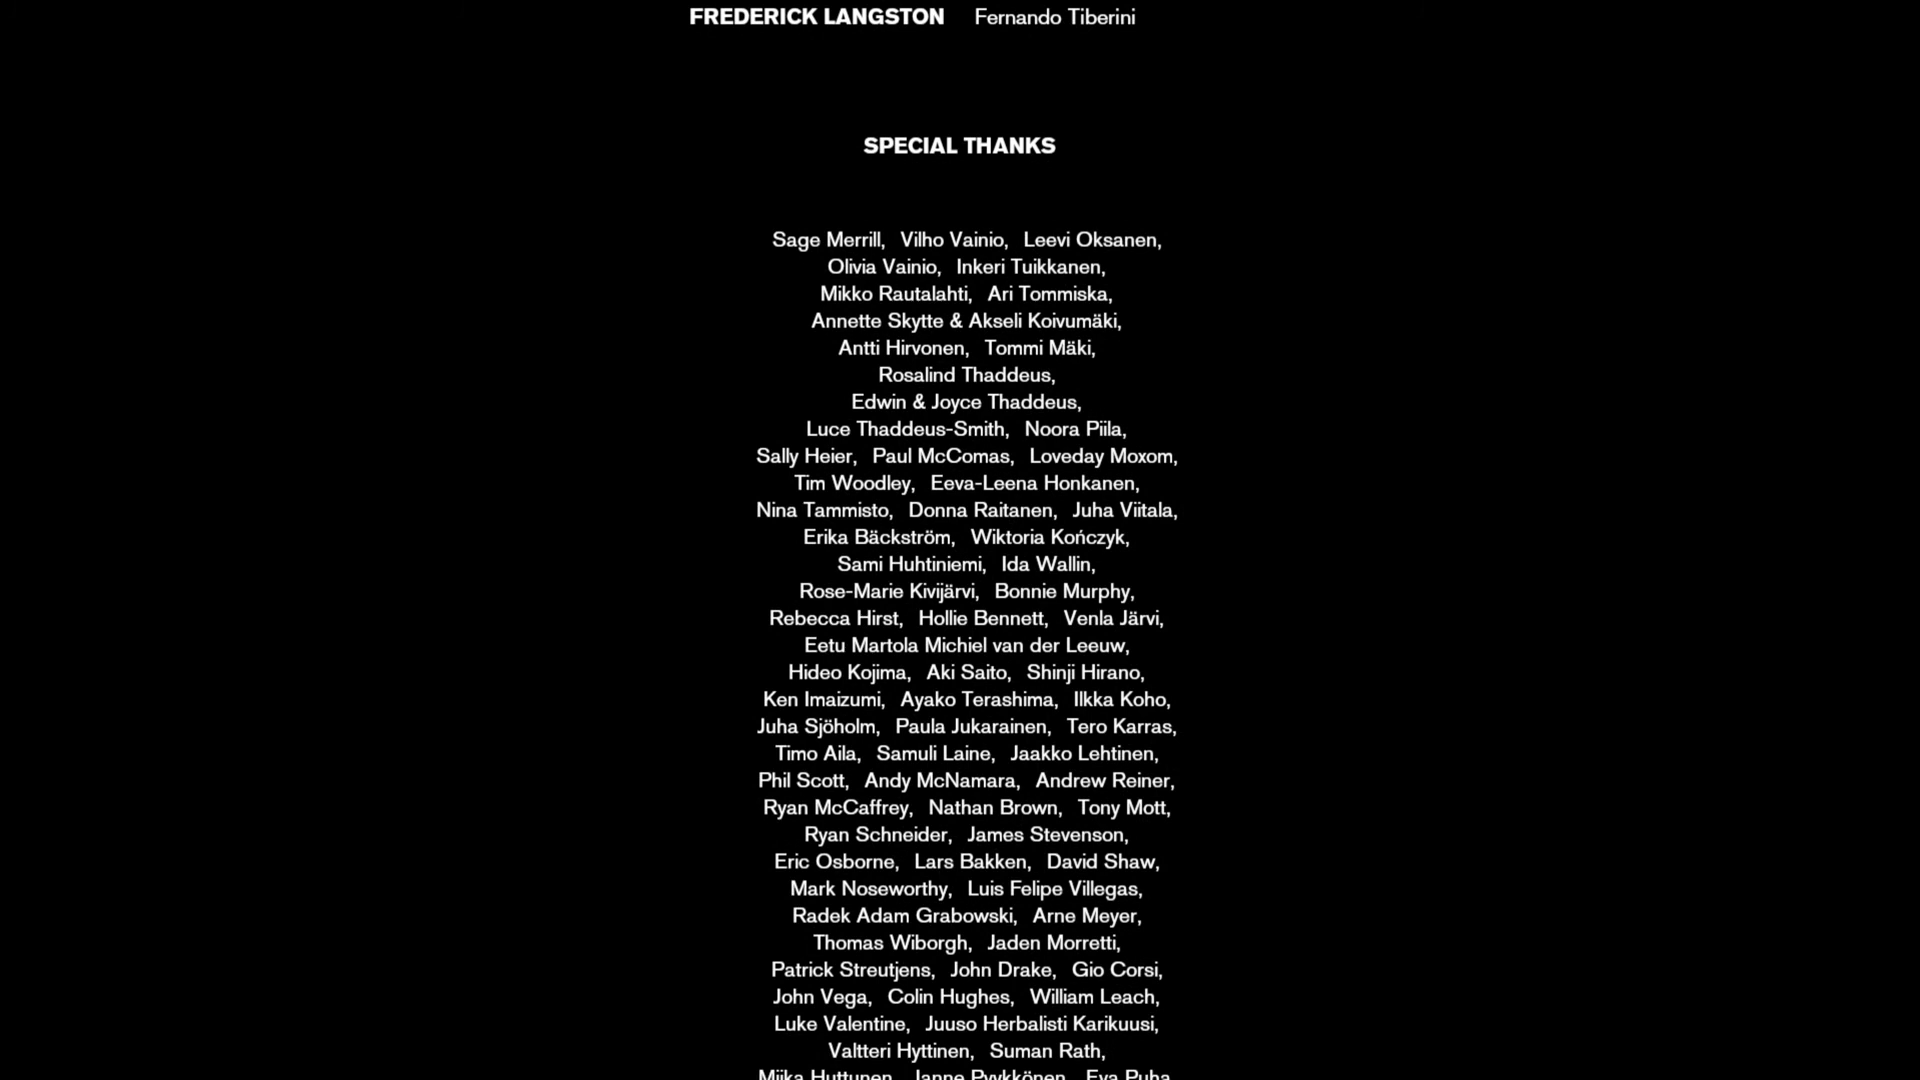 FREDERICK LANGSTON Fernando Tiberini
SPECIAL THANKS
Sage Merrill, Vilho Vainio, Leevi Oksanen,
Olivia Vainio, Inkeri Tuikkanen,
Mikko Rautalahti, Ari Tommiska,
Annette Skytte & Akseli Koivumäki,
Antti Hirvonen, Tommi Mäki,
Rosalind Thaddeus,
Edwin & Joyce Thaddeus,
Luce Thaddeus-Smith, Noora Piila,
Sally Heier, Paul McComas, Loveday Moxom,
Tim Woodley, Eeva-Leena Honkanen,
Nina Tammisto, Donna Raitanen, Juha Viitala,
Erika Bäckström, Wiktoria Kończyk,
Sami Huhtiniemi, Ida Wallin,
Rose-Marie Kivijärvi, Bonnie Murphy,
Rebecca Hirst, Hollie Bennett, Venla Järvi,
Eetu Martola Michiel van der Leeuw,
Hideo Kojima, Aki Saito, Shinji Hirano,
Ken Imaizumi, Ayako Terashima, Ilkka Koho,
Juha Sjöholm, Paula Jukarainen, Tero Karras,
Timo Aila, Samuli Laine, Jaakko Lehtinen,
Phil Scott, Andy McNamara, Andrew Reiner,
Ryan McCaffrey, Nathan Brown, Tony Mott,
Ryan Schneider, James Stevenson,
Eric Osborne, Lars Bakken, David Shaw,
Mark Noseworthy, Luis Felipe Villegas,
Radek Adam Grabowski, Arne Meyer,
Thomas Wiborgh, Jaden Morretti,
Patrick Streutjens, John Drake, Gio Corsi,
John Vega, Colin Hughes, William Leach,
Luke Valentine, Juuso Herbalisti Karikuusi,
Valtteri Hyttinen, Suman Rath,
Miika Huttunen, Janne Pyykkönen, Eva Puha